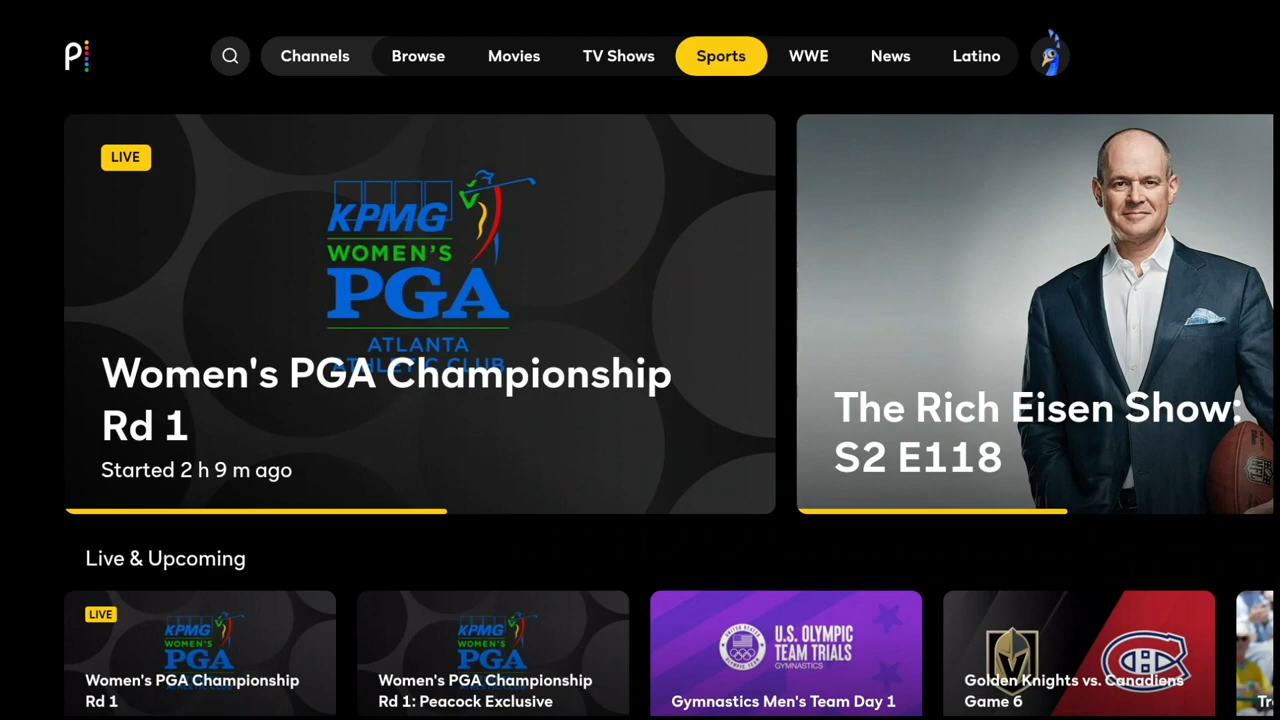 P
Channels
Browse
Movies
TV Shows
Sports
WWE
News
Latino
LIVE
KPMG
WOMEN'S
PGA
ATLANTA
ATHLETIC CLUB
Women's PGA Championship
Rd 1
Started 2 h 9 m ago
The Rich Eisen Show:
S2 E118
NFL
Live & Upcoming
LIVE
KPMG
WOMEN'S
PGA
Women's PGA Championship
Rd 1
KPMG
WOMEN'S
PGA
Women's PGA Championship
Rd 1: Peacock Exclusive
U.S. OLYMPIC
TEAM TRIALS
GYMNASTICS
Gymnastics Men's Team Day 1
Golden Knights vs. Canadiens
Game 6